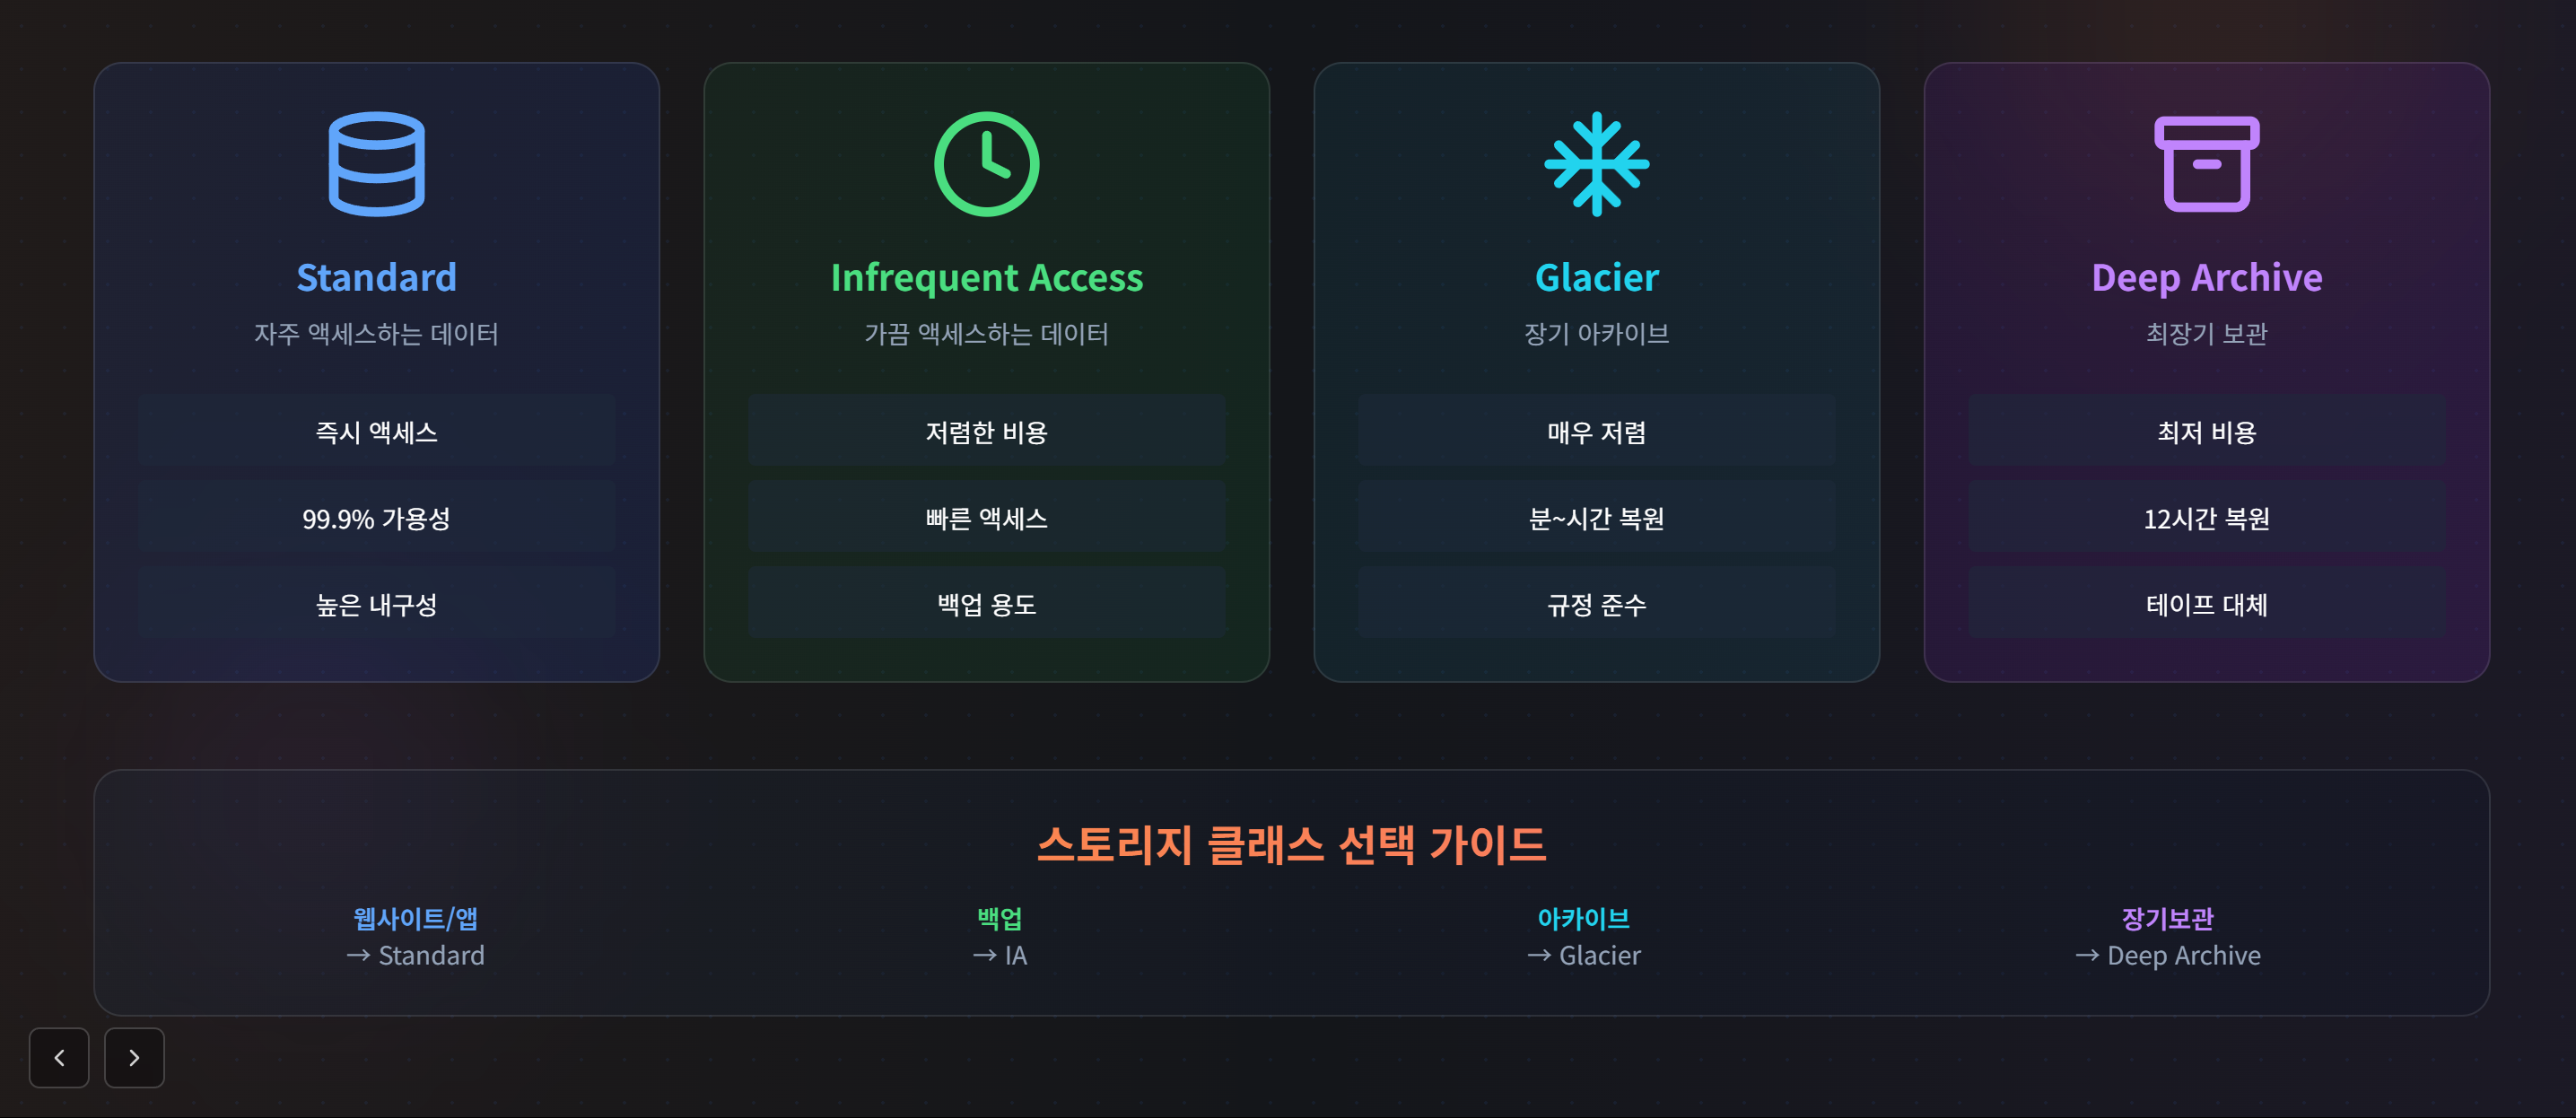 Standard
자주 액세스하는 데이터
즉시 액세스
99.9% 가용성
높은 내구성
Infrequent Access
가끔 액세스하는 데이터
저렴한 비용
빠른 액세스
백업 용도
Glacier
장기 아카이브
매우 저렴
분~시간 복원
규정 준수
Deep Archive
최장기 보관
최저 비용
12시간 복원
테이프 대체
스토리지 클래스 선택 가이드
웹사이트/앱
→ Standard
백업
→ IA
아카이브
→ Glacier
장기보관
→ Deep Archive